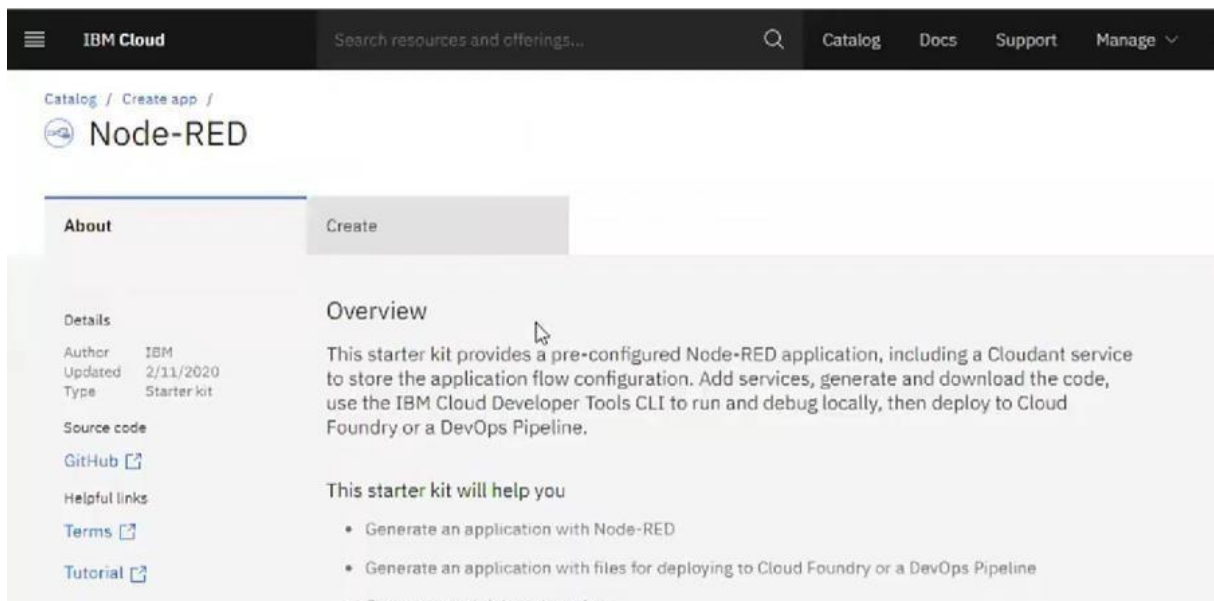 IBM Cloud
Search resources and offerings...
Catalog
Docs
Support
Manage
Catalog / Create app /
Node-RED
About
Create
Details
Author IBM
Updated 2/11/2020
Type Starter kit
Source code
GitHub
Helpful links
Terms
Tutorial
Overview
This starter kit provides a pre-configured Node-RED application, including a Cloudant service
to store the application flow configuration. Add services, generate and download the code,
use the IBM Cloud Developer Tools CLI to run and debug locally, then deploy to Cloud
Foundry or a DevOps Pipeline.
This starter kit will help you
• Generate an application with Node-RED
• Generate an application with files for deploying to Cloud Foundry or a DevOps Pipeline